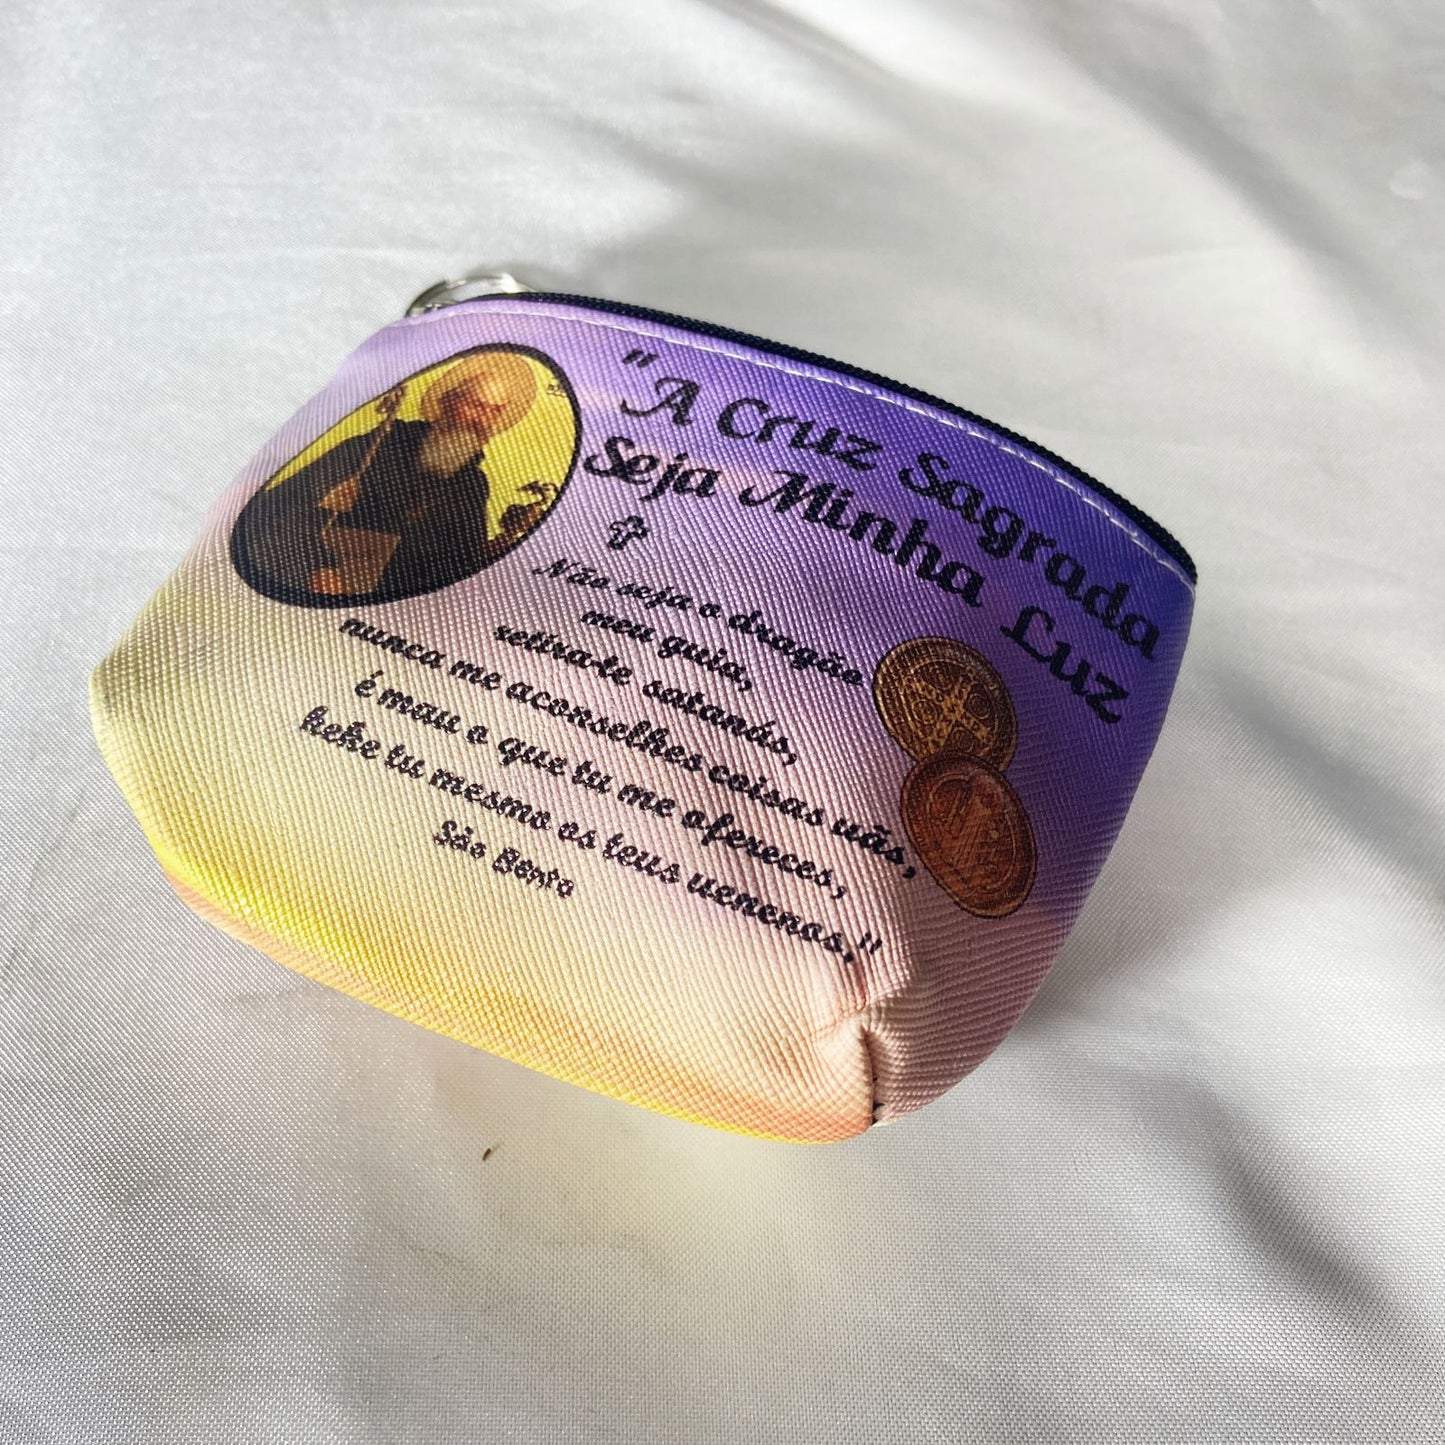 "A Cruz Sagrada
Seja Minha Luz
Não seja o dragão
meu guia,
retira-te satanás,
nunca me aconselhes coisas vãs,
é mau o que tu me ofereces,
bebe tu mesmo os teus venenos."
São Bento